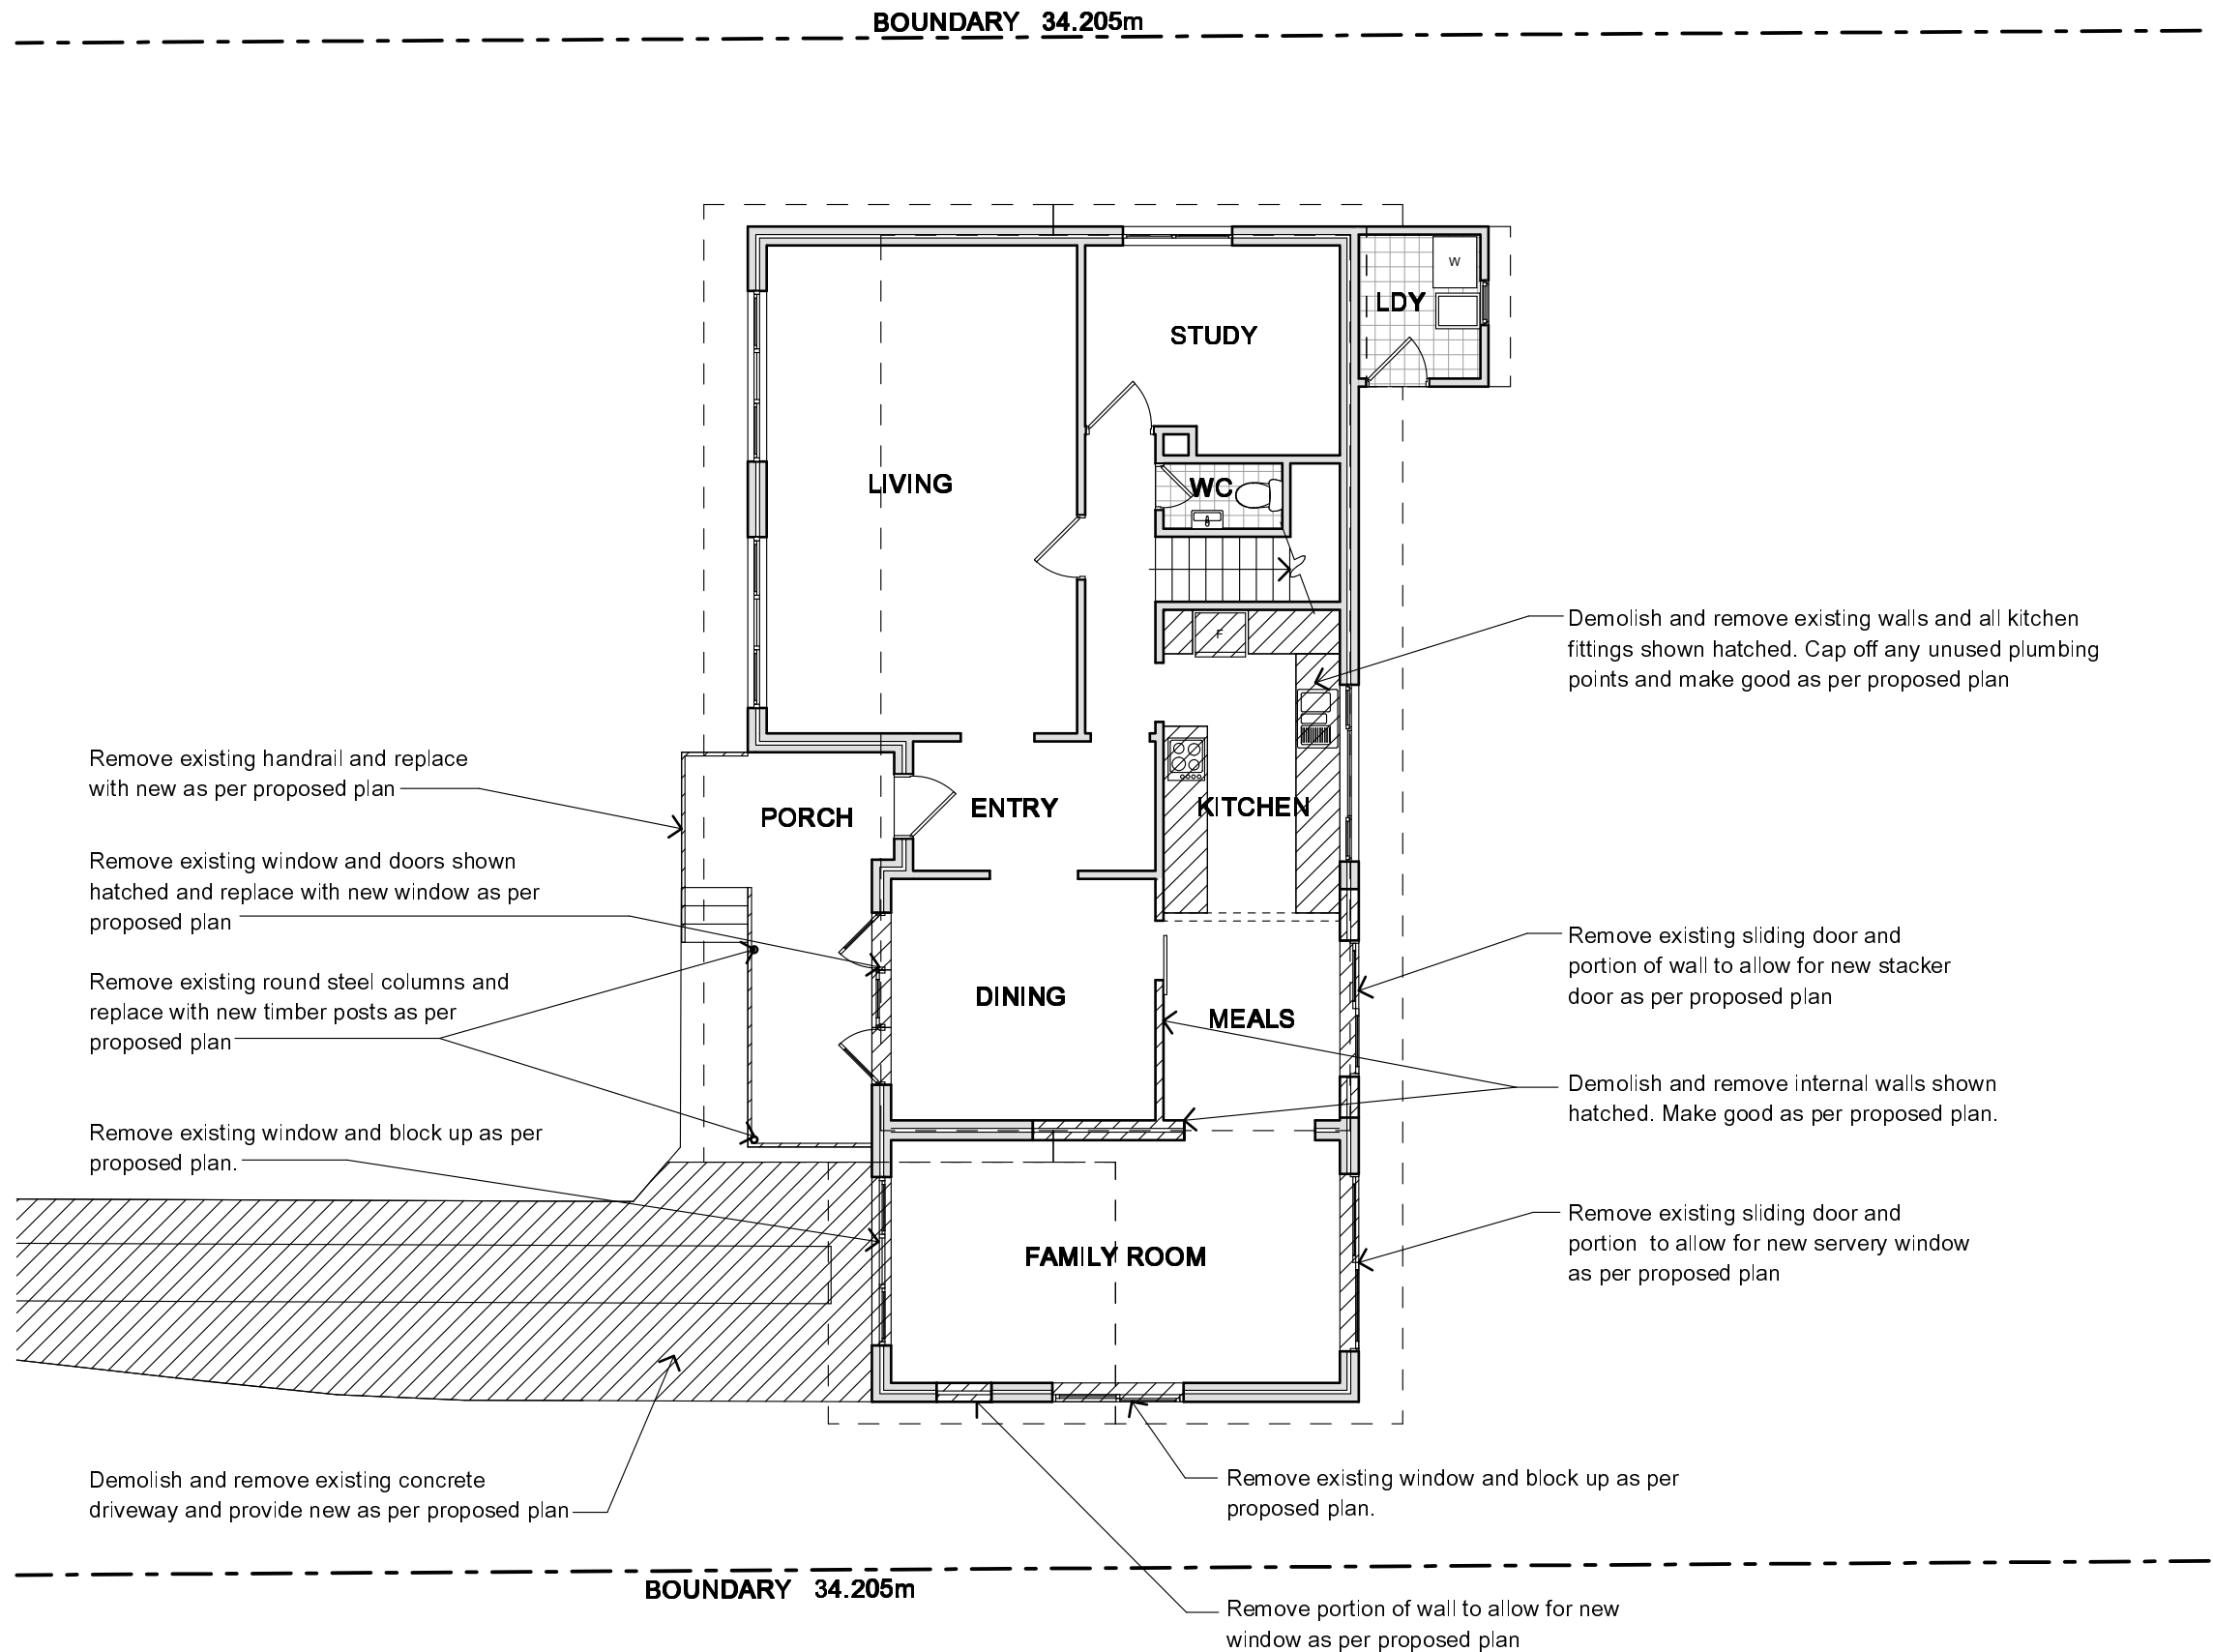 BOUNDARY 34.205m
W
LDY
STUDY
LIVING
WC
F
Demolish and remove existing walls and all kitchen
fittings shown hatched. Cap off any unused plumbing
points and make good as per proposed plan
Remove existing handrail and replace
with new as per proposed plan
PORCH
ENTRY
KITCHEN
Remove existing window and doors shown
hatched and replace with new window as per
proposed plan
Remove existing sliding door and
portion of wall to allow for new stacker
door as per proposed plan
Remove existing round steel columns and
replace with new timber posts as per
proposed plan
DINING
MEALS
Demolish and remove internal walls shown
hatched. Make good as per proposed plan.
Remove existing window and block up as per
proposed plan.
FAMILY ROOM
Remove existing sliding door and
portion to allow for new servery window
as per proposed plan
Demolish and remove existing concrete
driveway and provide new as per proposed plan
Remove existing window and block up as per
proposed plan.
BOUNDARY 34.205m
Remove portion of wall to allow for new
window as per proposed plan